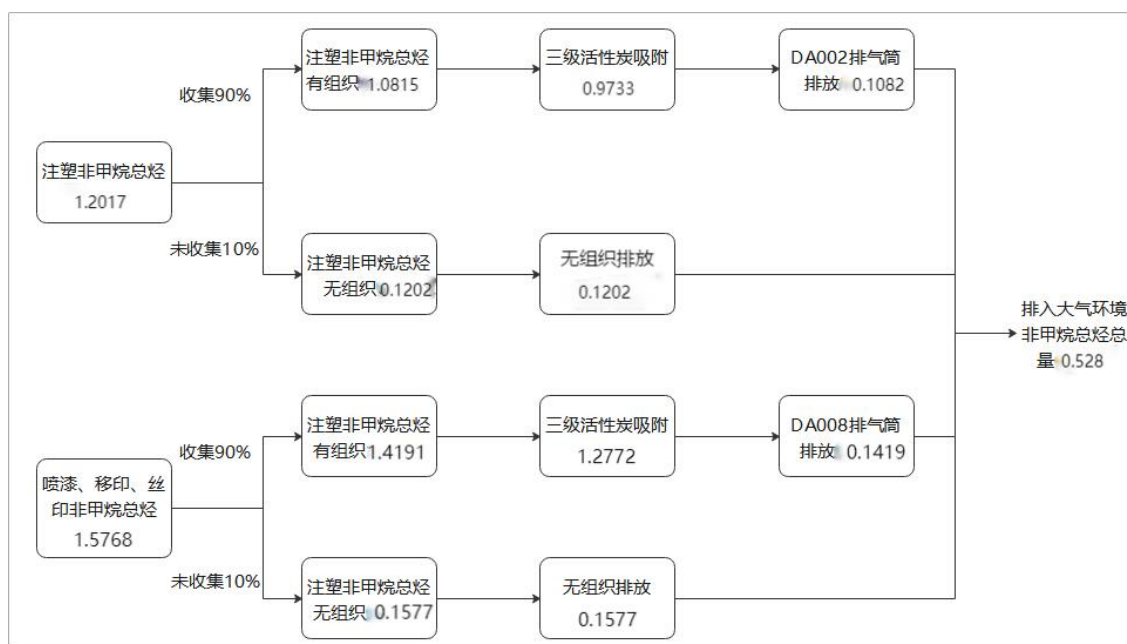 注塑非甲烷总烃
有组织1.0815
三级活性炭吸附
0.9733
DA002排气筒
排放0.1082
收集90%
注塑非甲烷总烃
1.2017
未收集10%
注塑非甲烷总烃
无组织0.1202
无组织排放
0.1202
排入大气环境
非甲烷总烃总
量0.528
注塑非甲烷总烃
有组织1.4191
三级活性炭吸附
1.2772
DA008排气筒
排放0.1419
收集90%
喷漆、移印、丝
印非甲烷总烃
1.5768
未收集10%
注塑非甲烷总烃
无组织0.1577
无组织排放
0.1577